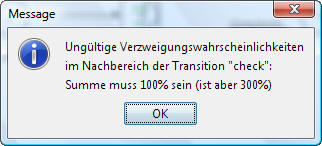 Message
Ungültige Verzweigungswahrscheinlichkeiten
im Nachbereich der Transition "check":
Summe muss 100% sein (ist aber 300%)
OK